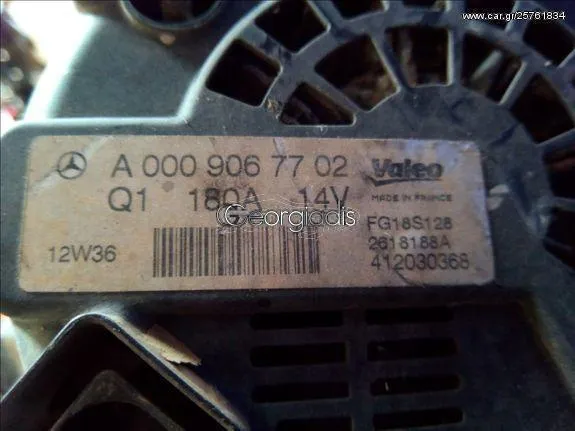 www.car.gr/25761834
A 000 906 77 02 Valeo
Q1 180A 14V MADE IN FRANCE
Georgiadis
FG18S128
12W36 2618188A
412030368